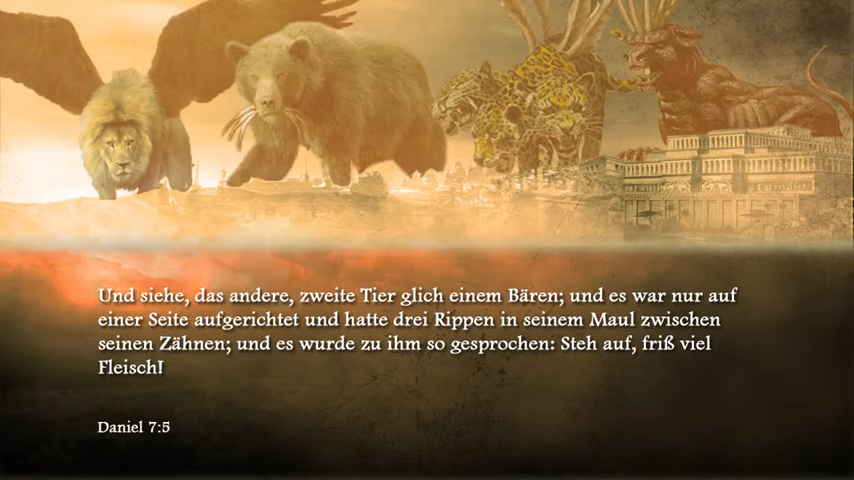 Und siehe, das andere, zweite Tier glich einem Bären; und es war nur auf
einer Seite aufgerichtet und hatte drei Rippen in seinem Maul zwischen
seinen Zähnen; und es wurde zu ihm so gesprochen: Steh auf, friß viel
Fleisch!
Daniel 7:5